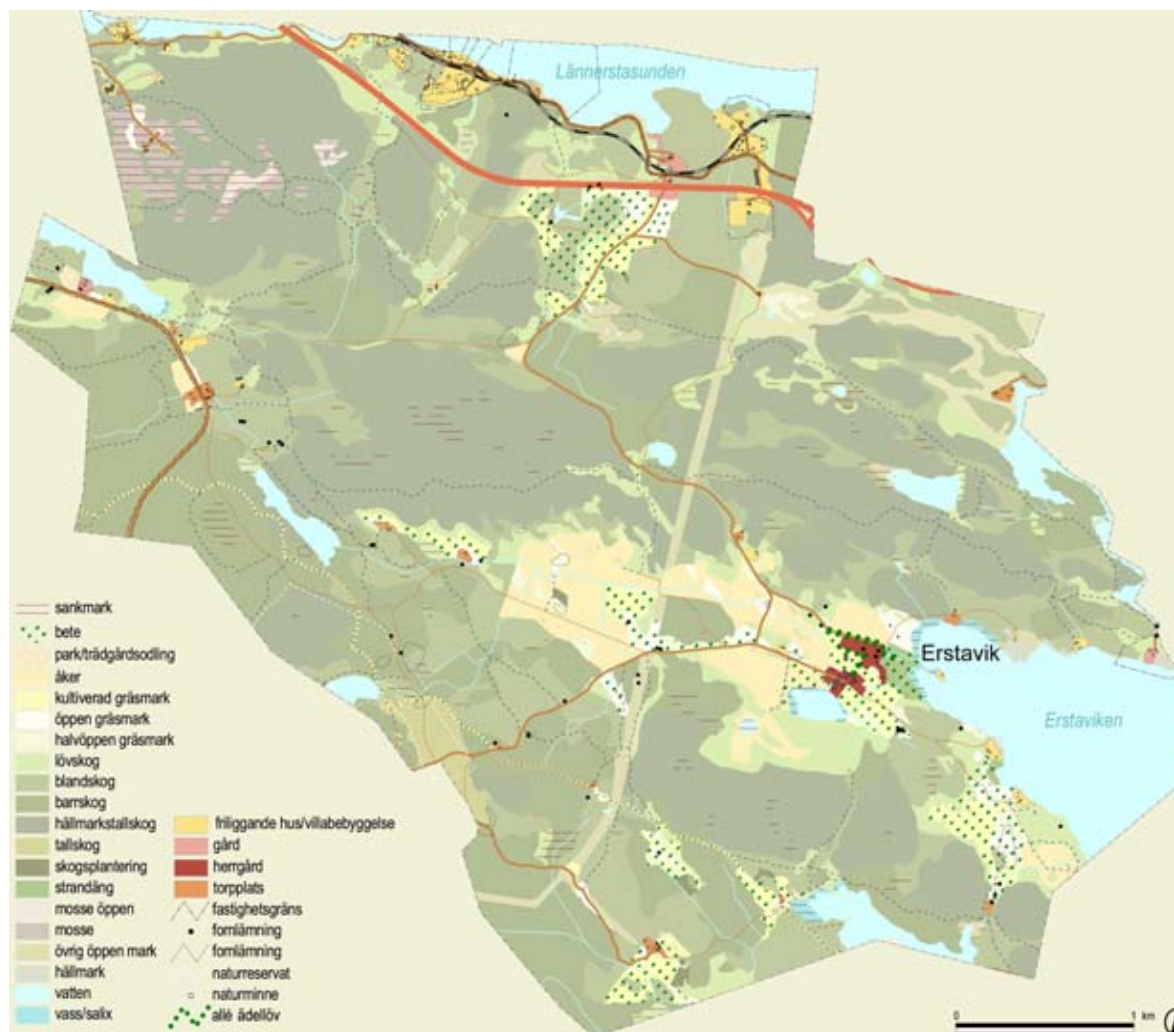 Lännerstasunden
Erstavik
Erstaviken
sankmark
bete
park/trädgårdsodling
åker
kultiverad gräsmark
öppen gräsmark
halvöppen gräsmark
lövskog
blandskog
barrskog
hällmarkstallskog
tallskog
skogsplantering
strandäng
mosse öppen
mosse
övrig öppen mark
hällmark
vatten
vass/salix
friliggande hus/villabebyggelse
gård
herrgård
torpplats
fastighetsgräns
fornlämning
fornlämning
naturreservat
naturminne
allé ädellöv
0 1 km